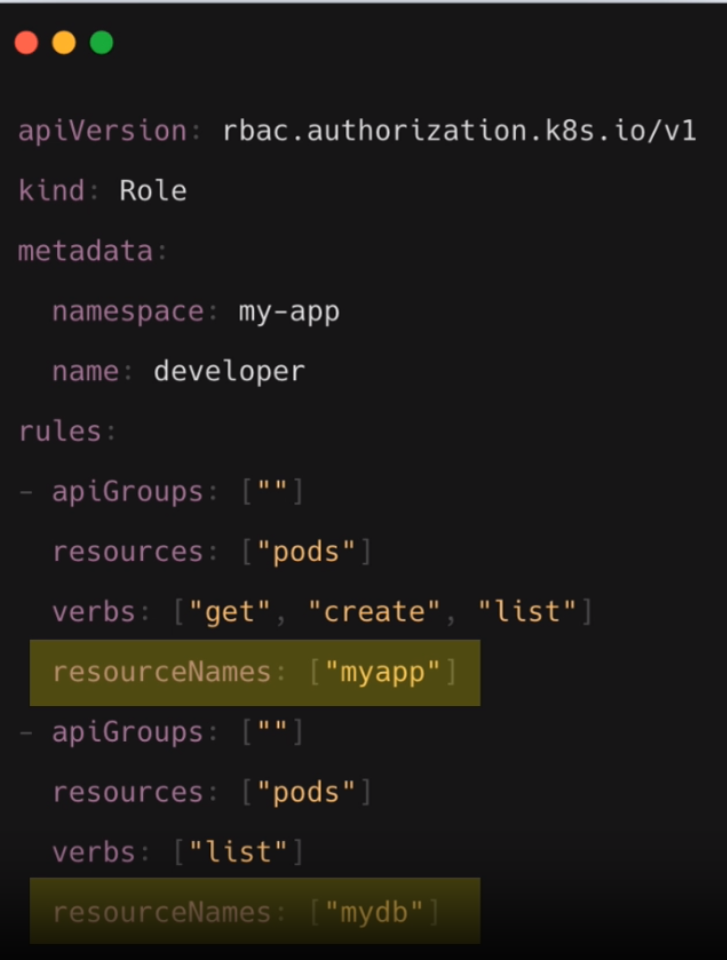 apiVersion: rbac.authorization.k8s.io/v1
kind: Role
metadata:
  namespace: my-app
  name: developer
rules:
- apiGroups: [""]
  resources: ["pods"]
  verbs: ["get", "create", "list"]
  resourceNames: ["myapp"]
- apiGroups: [""]
  resources: ["pods"]
  verbs: ["list"]
  resourceNames: ["mydb"]